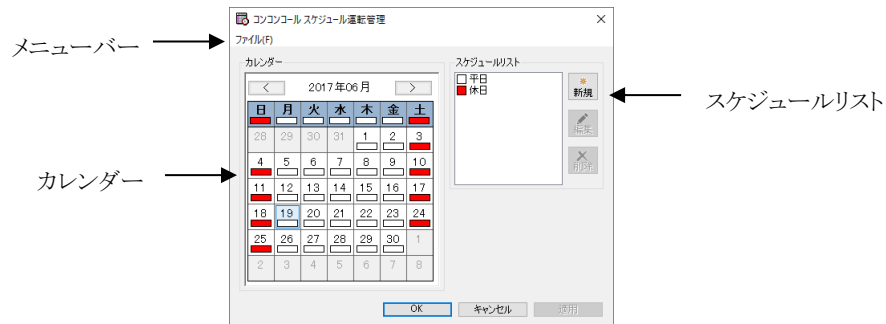 コンコンコール スケジュール運転管理
メニューバー
ファイル(F)
カレンダー
2017年06月
日 月 火 水 木 金 土
28 29 30 31 1 2 3
4 5 6 7 8 9 10
11 12 13 14 15 16 17
18 19 20 21 22 23 24
25 26 27 28 29 30 1
2 3 4 5 6 7 8
スケジュールリスト
平日
休日
新規
編集
削除
スケジュールリスト
カレンダー
OK キャンセル 適用